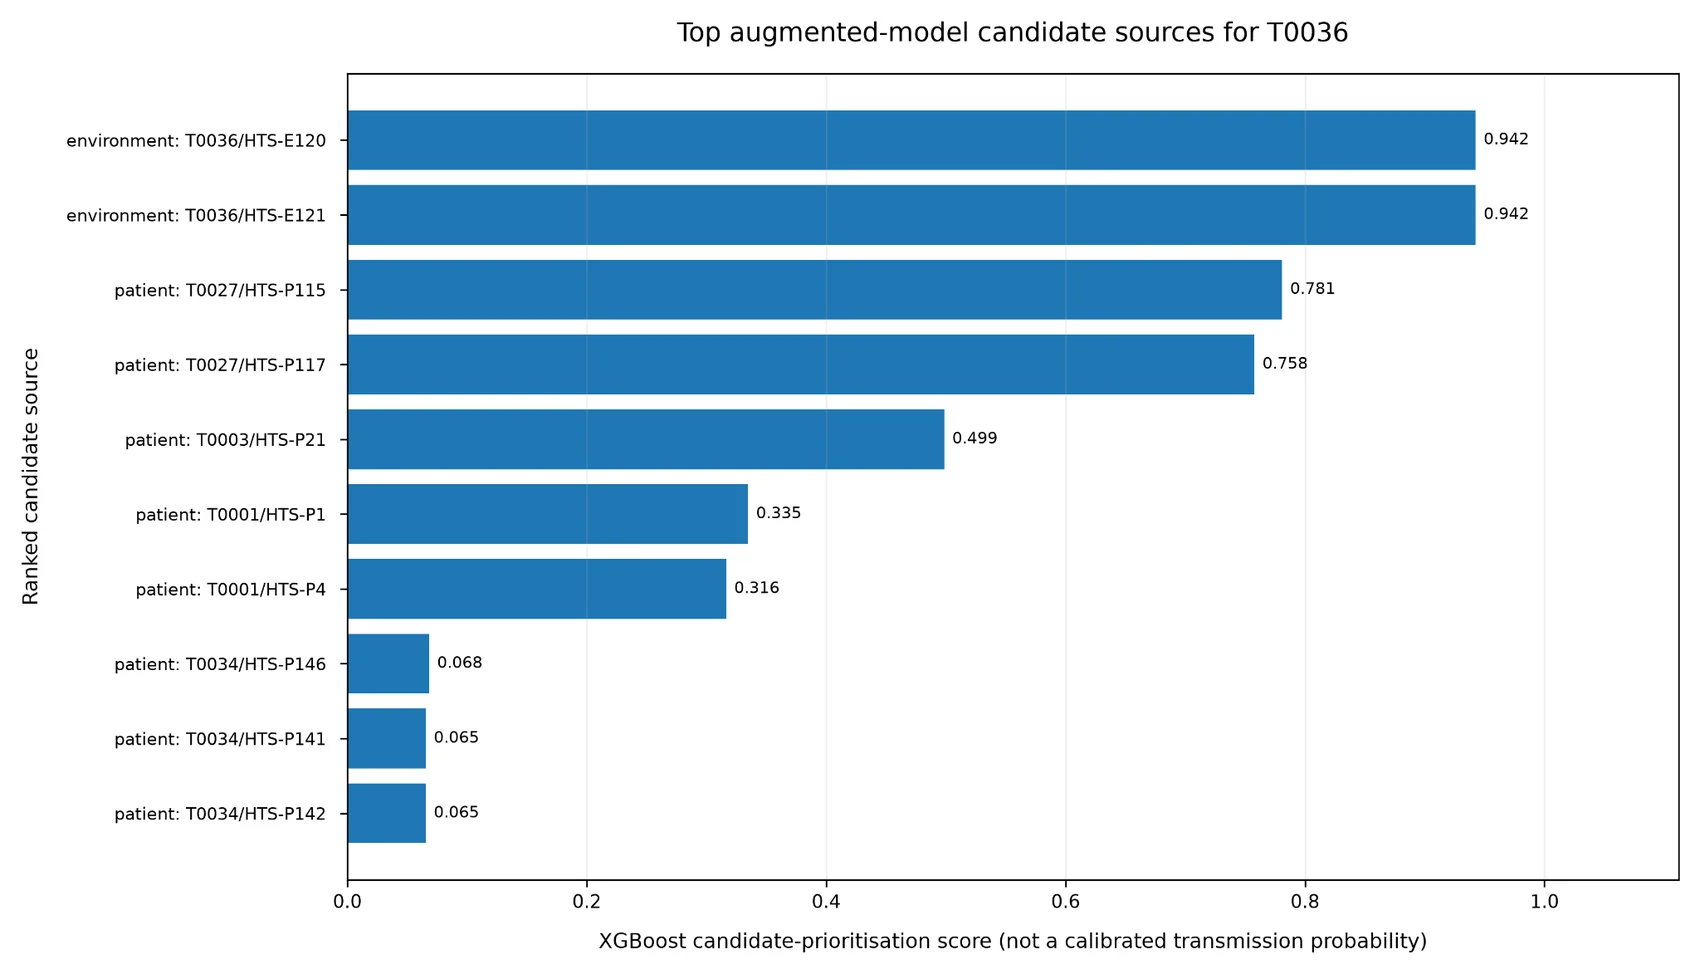 Top augmented-model candidate sources for T0036
Ranked candidate source
environment: T0036/HTS-E120 0.942
environment: T0036/HTS-E121 0.942
patient: T0027/HTS-P115 0.781
patient: T0027/HTS-P117 0.758
patient: T0003/HTS-P21 0.499
patient: T0001/HTS-P1 0.335
patient: T0001/HTS-P4 0.316
patient: T0034/HTS-P146 0.068
patient: T0034/HTS-P141 0.065
patient: T0034/HTS-P142 0.065
0.0 0.2 0.4 0.6 0.8 1.0
XGBoost candidate-prioritisation score (not a calibrated transmission probability)